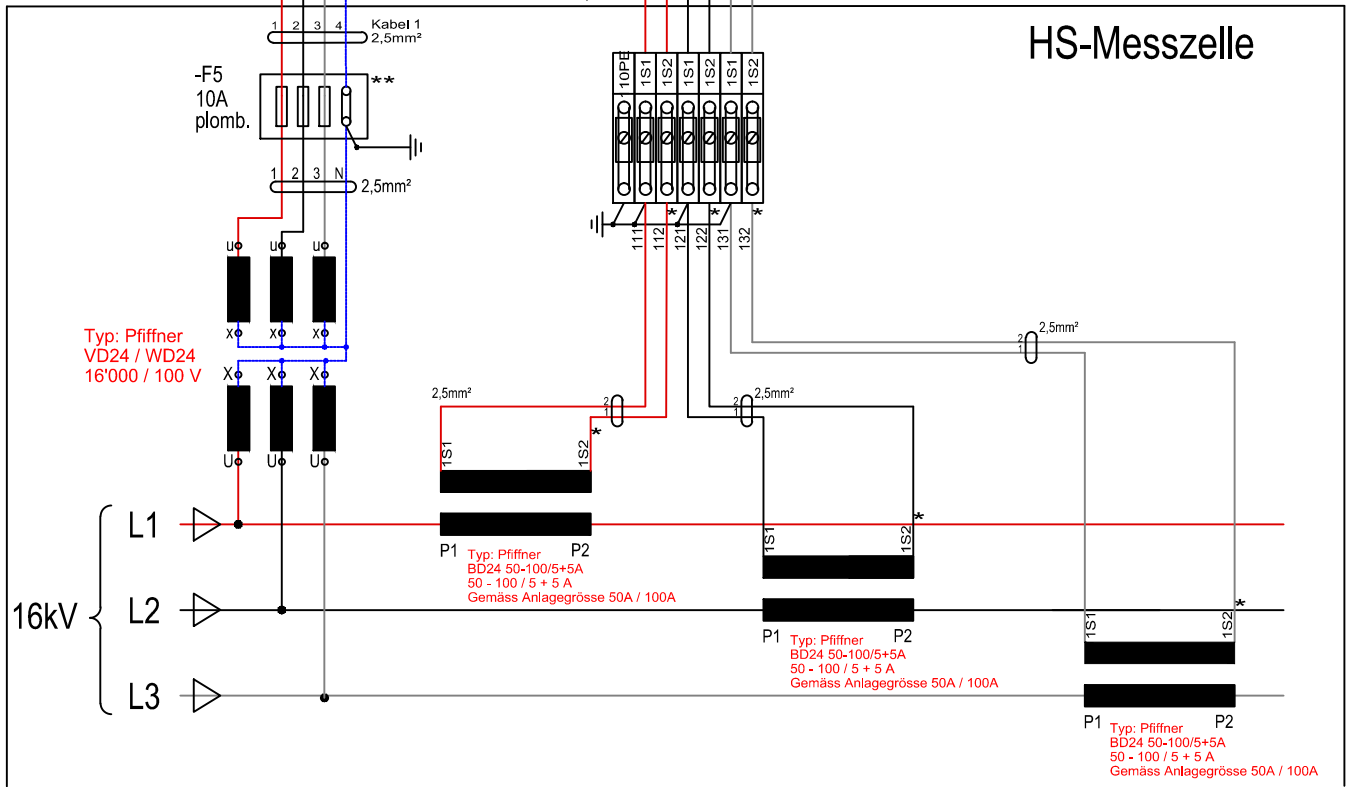 HS-Messzelle
1 2 3 4 Kabel 1
2,5mm²
-F5
10A
plomb.
**
1 2 3 N 2,5mm²
10PE 1S1 1S2 1S1 1S2 1S1 1S2
* * *
111 112 121 122 131 132
u u u
x x x
Typ: Pfiffner
VD24 / WD24
16'000 / 100 V
X X X
U U U
2,5mm²
2
1
2,5mm²
2
1
2,5mm²
2
1
1S1 1S2 *
P1 P2
Typ: Pfiffner
BD24 50-100/5+5A
50 - 100 / 5 + 5 A
Gemäss Anlagegrösse 50A / 100A
1S1 1S2 *
P1 P2
Typ: Pfiffner
BD24 50-100/5+5A
50 - 100 / 5 + 5 A
Gemäss Anlagegrösse 50A / 100A
1S1 1S2 *
P1 P2
Typ: Pfiffner
BD24 50-100/5+5A
50 - 100 / 5 + 5 A
Gemäss Anlagegrösse 50A / 100A
16kV
L1
L2
L3